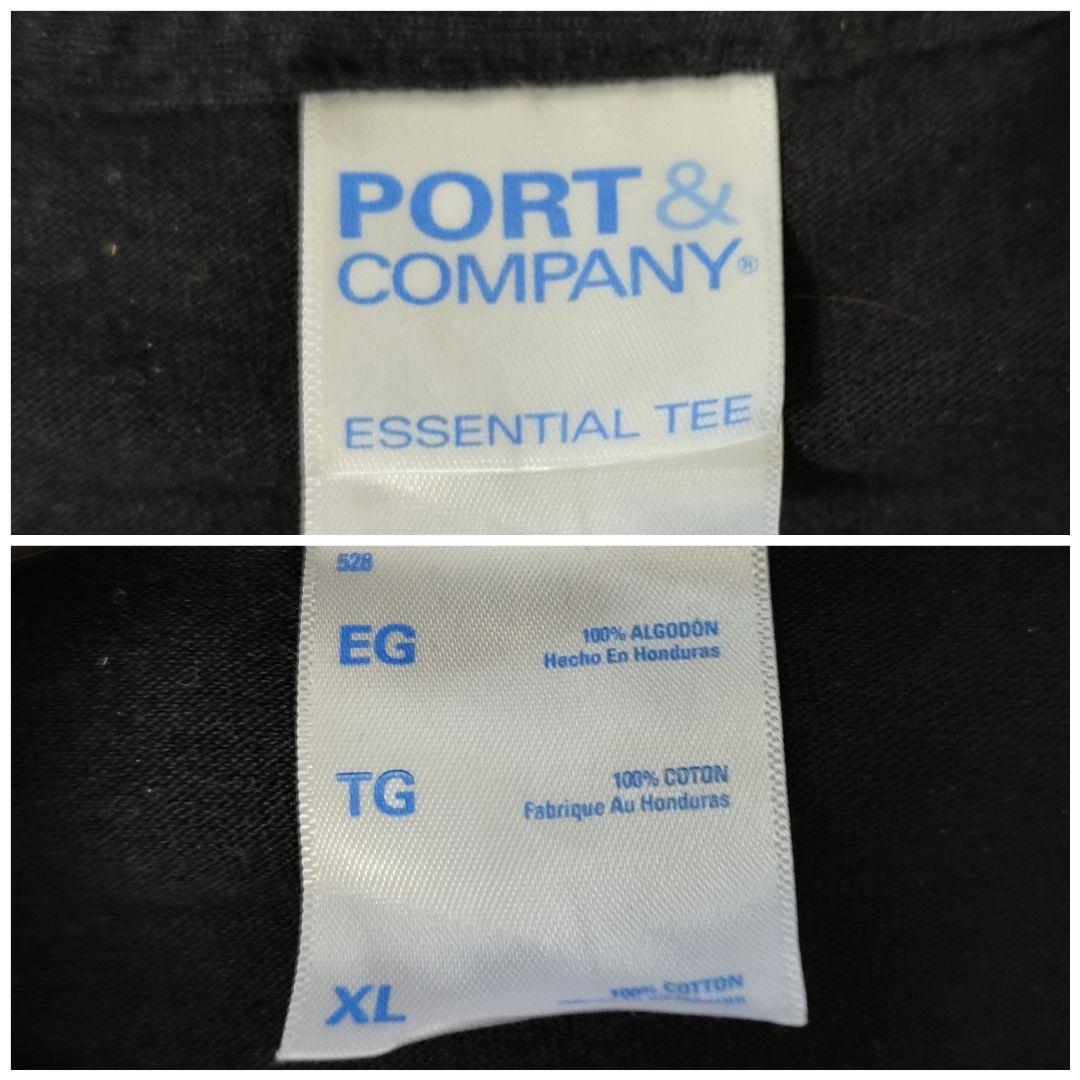 PORT &
COMPANY®
ESSENTIAL TEE
528
EG
100% ALGODÓN
Hecho En Honduras
TG
100% COTON
Fabrique Au Honduras
XL
100% COTTON